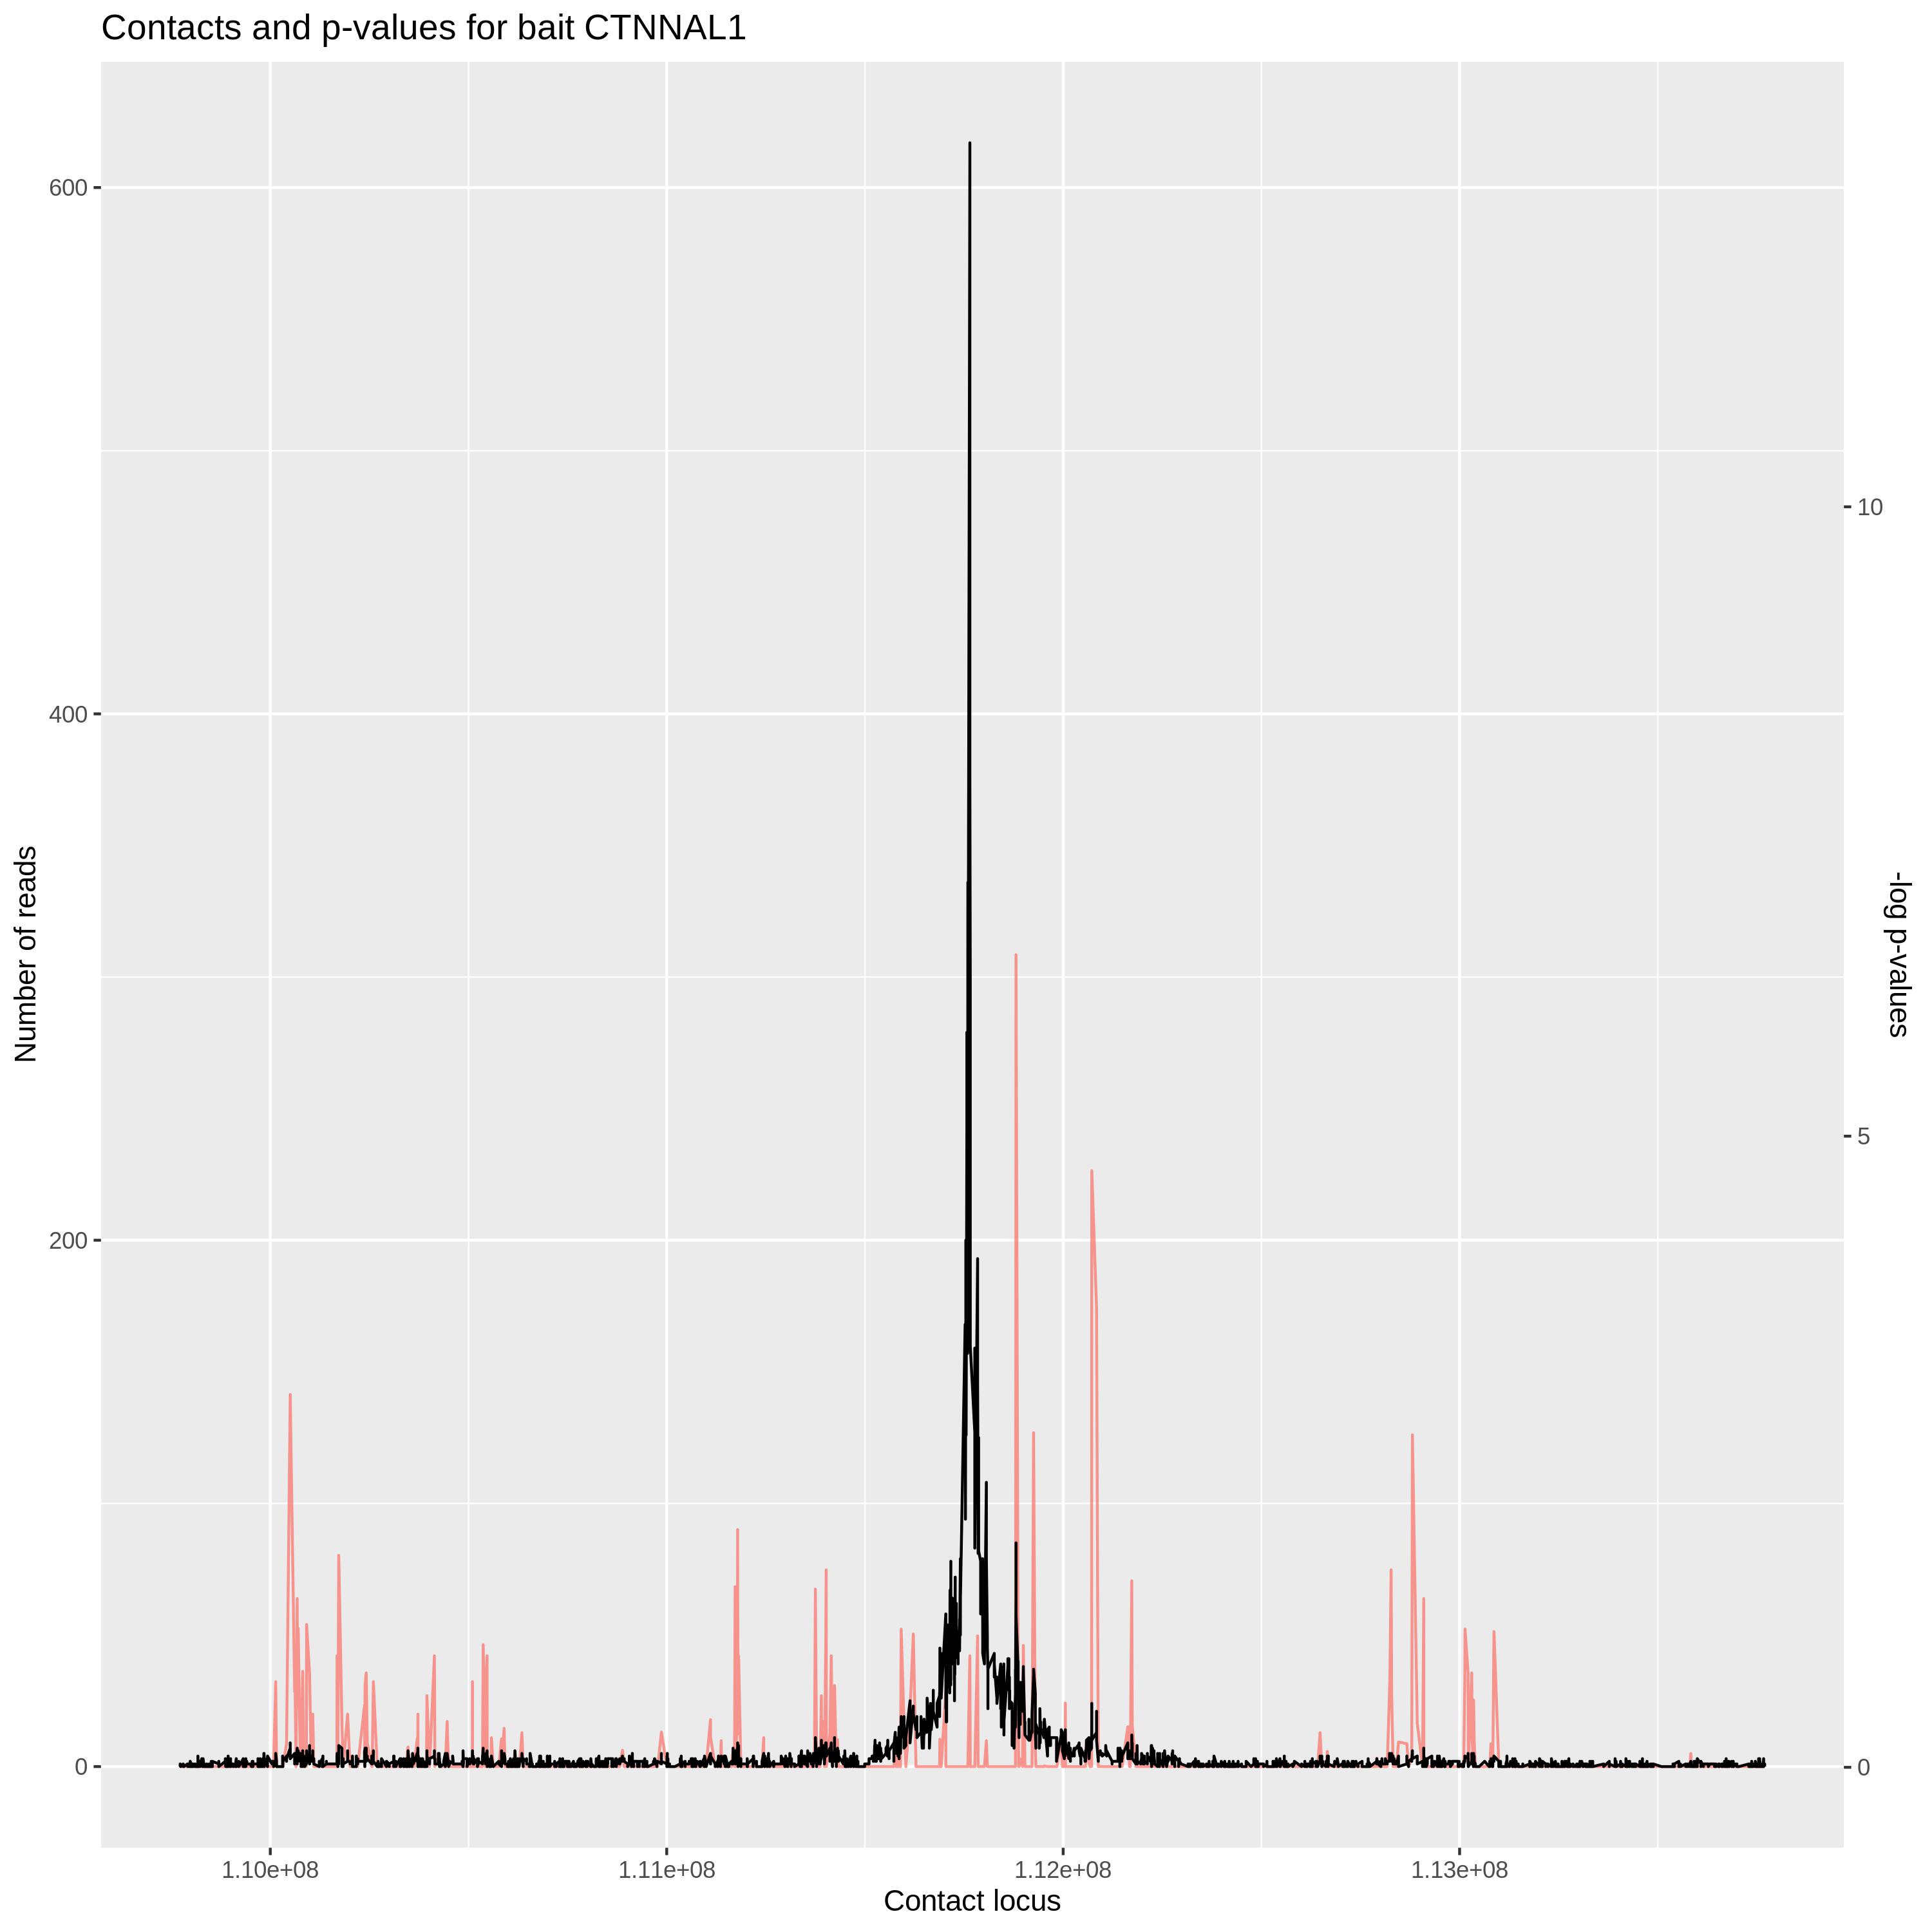 Contacts and p-values for bait CTNNAL1
600
400
200
0
Number of reads
10
5
0
-log p-values
1.10e+08
1.11e+08
1.12e+08
1.13e+08
Contact locus